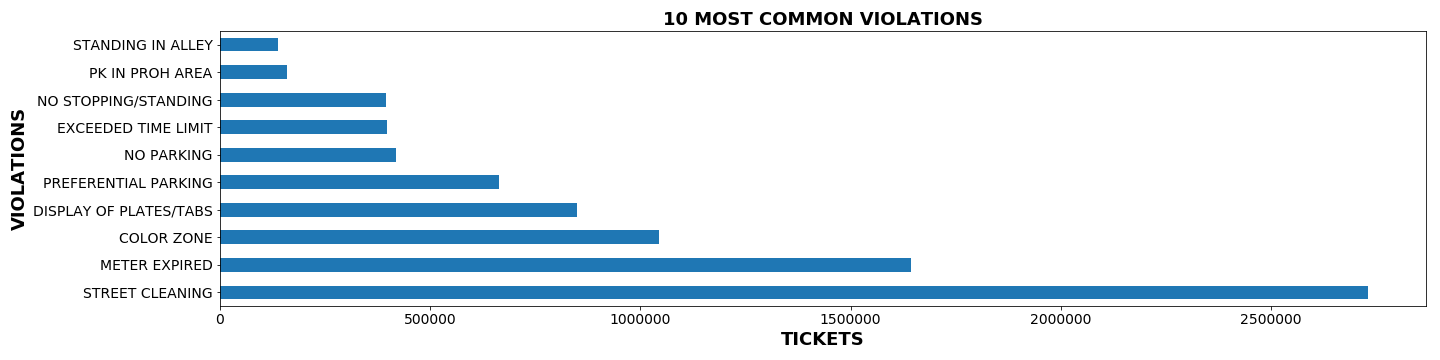 10 MOST COMMON VIOLATIONS
VIOLATIONS
STANDING IN ALLEY
PK IN PROH AREA
NO STOPPING/STANDING
EXCEEDED TIME LIMIT
NO PARKING
PREFERENTIAL PARKING
DISPLAY OF PLATES/TABS
COLOR ZONE
METER EXPIRED
STREET CLEANING
0 500000 1000000 1500000 2000000 2500000
TICKETS